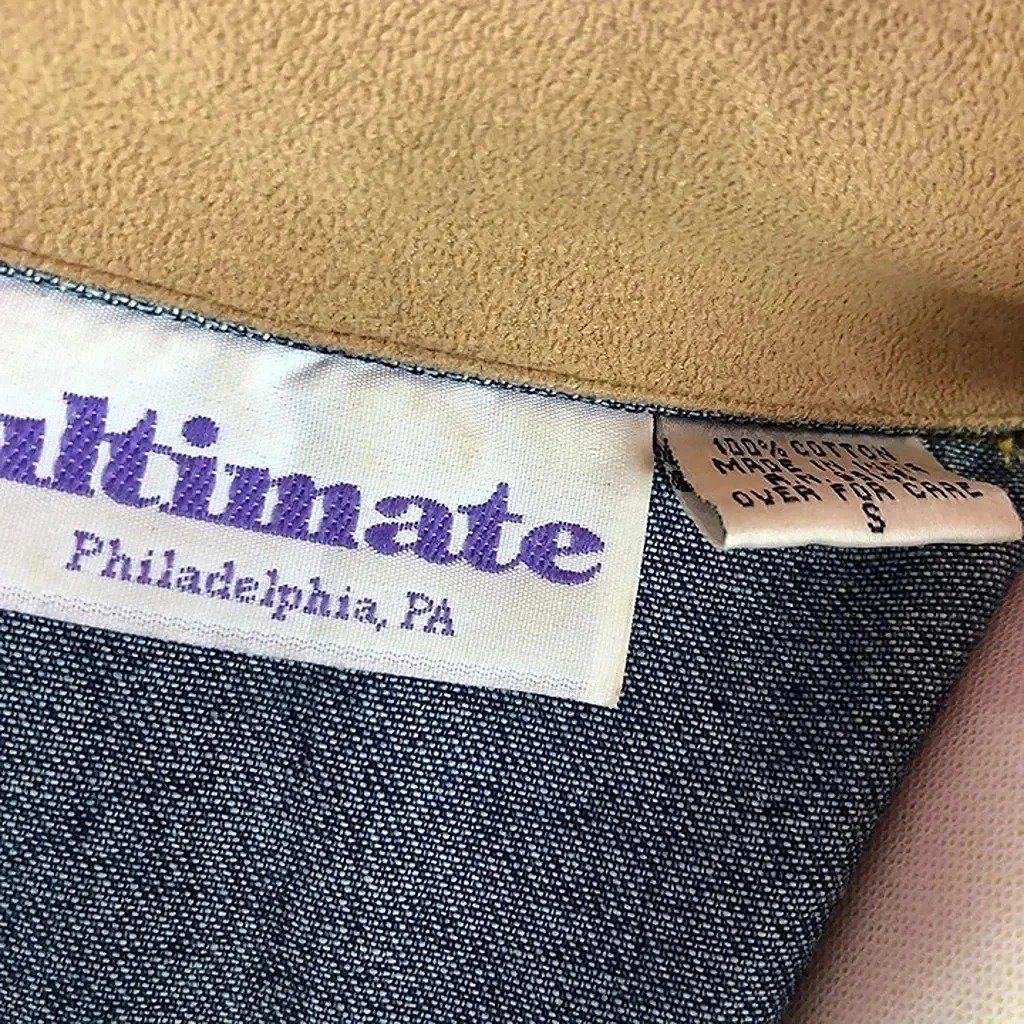 ultimate
Philadelphia, PA
100% COTTON
MADE IN
OVER FOR CARE
S